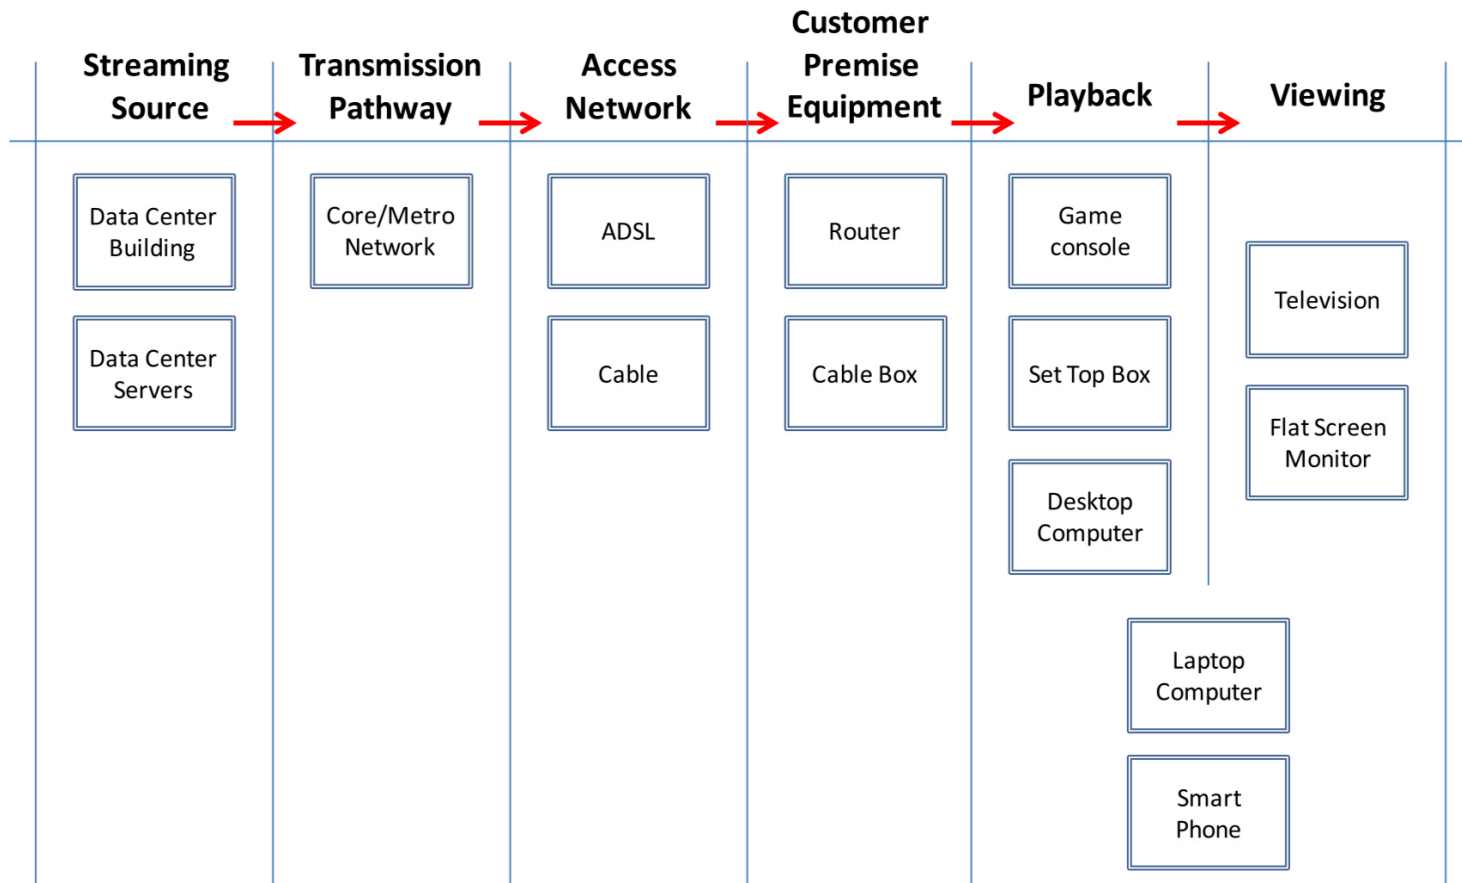 Streaming
Source
Transmission
Pathway
Access
Network
Customer
Premise
Equipment
Playback
Viewing
Data Center
Building
Data Center
Servers
Core/Metro
Network
ADSL
Cable
Router
Cable Box
Game
console
Set Top Box
Desktop
Computer
Television
Flat Screen
Monitor
Laptop
Computer
Smart
Phone